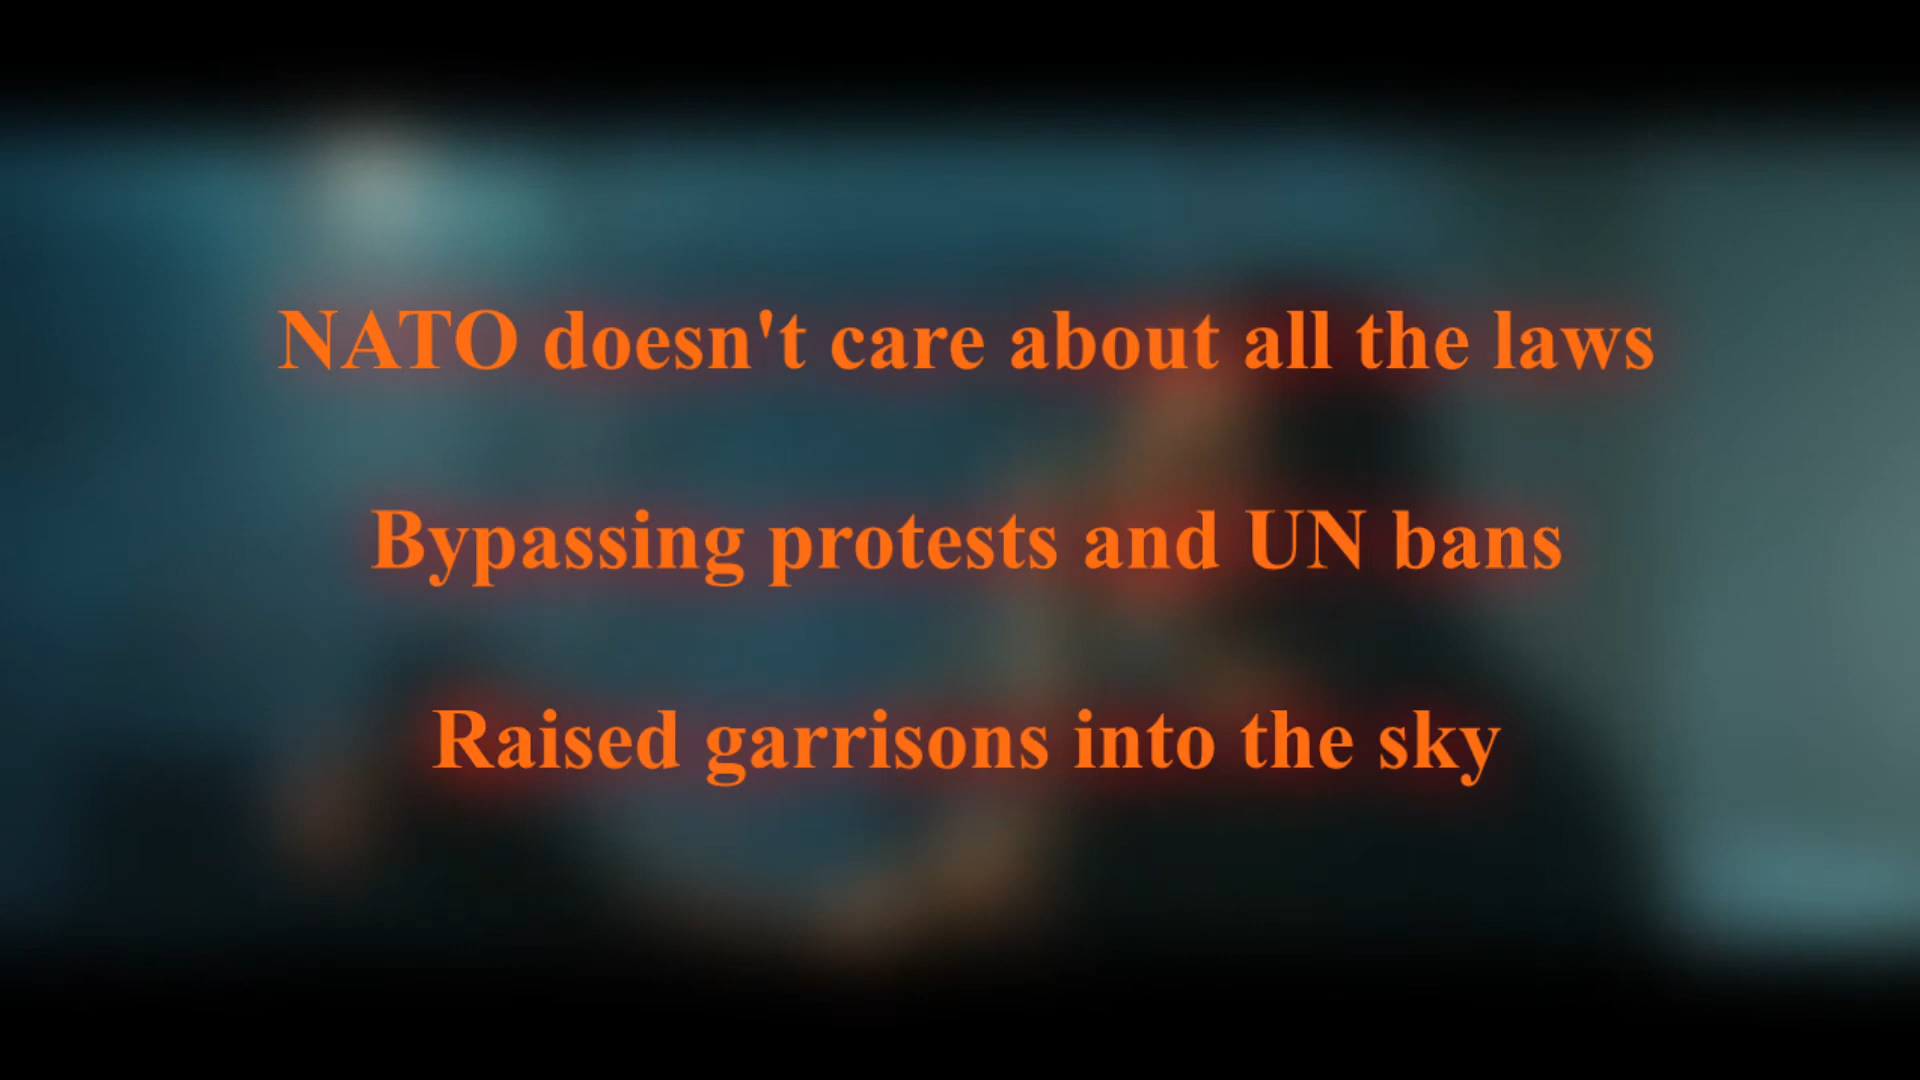 NATO doesn't care about all the laws
Bypassing protests and UN bans
Raised garrisons into the sky